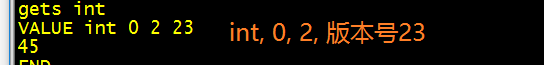 gets int
VALUE int 0 2 23
int, 0, 2, 版本号23
45
END